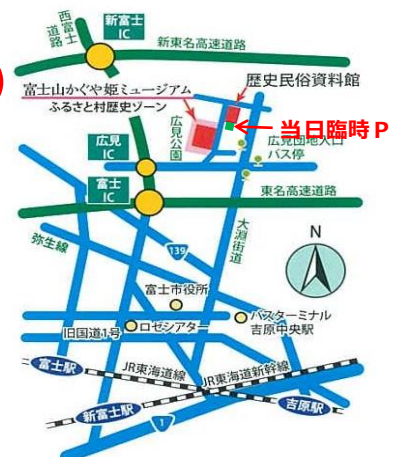 西富士
道路
新富士
IC
新東名高速道路
富士山かぐや姫ミュージアム
ふるさと村歴史ゾーン
歴史民俗資料館
当日臨時P
広見公園
広見団地入口
バス停
広見
IC
富士
IC
東名高速道路
弥生線
139
大淵街道
N
富士市役所
バスターミナル
吉原中央駅
旧国道1号
ロゼシアター
富士駅
JR東海道線
JR東海道新幹線
新富士駅
吉原駅
1